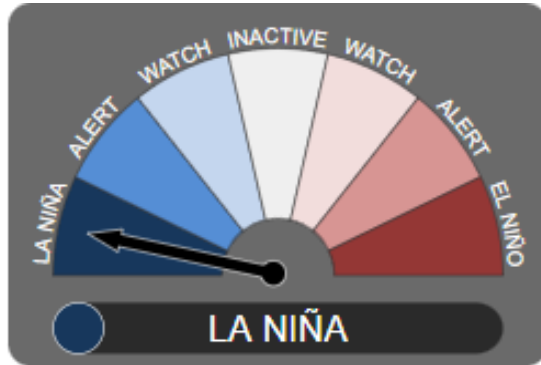 LA NIÑA
ALERT
WATCH
INACTIVE
WATCH
ALERT
EL NIÑO
LA NIÑA